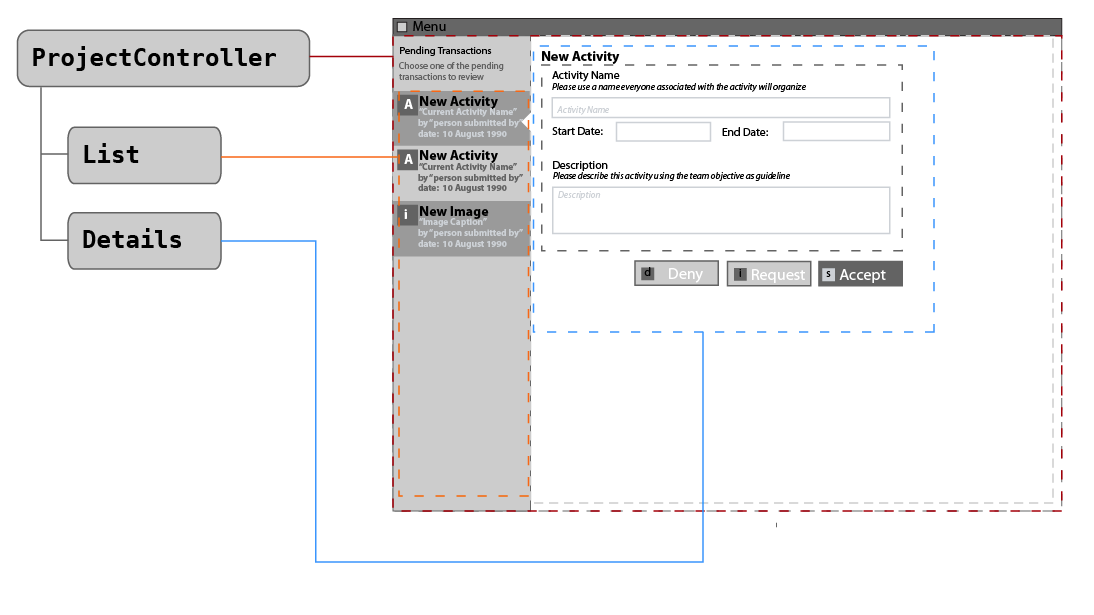 ProjectController
List
Details
Menu
Pending Transactions
Choose one of the pending
transactions to review
A
New Activity
"Current Activity Name"
by "person submitted by"
date: 10 August 1990
A
New Activity
"Current Activity Name"
by "person submitted by"
date: 10 August 1990
i
New Image
"Image Caption"
by "person submitted by"
date: 10 August 1990
New Activity
Activity Name
Please use a name everyone associated with the activity will organize
Activity Name
Start Date:
End Date:
Description
Please describe this activity using the team objective as guideline
Description
d Deny
I Request
s Accept